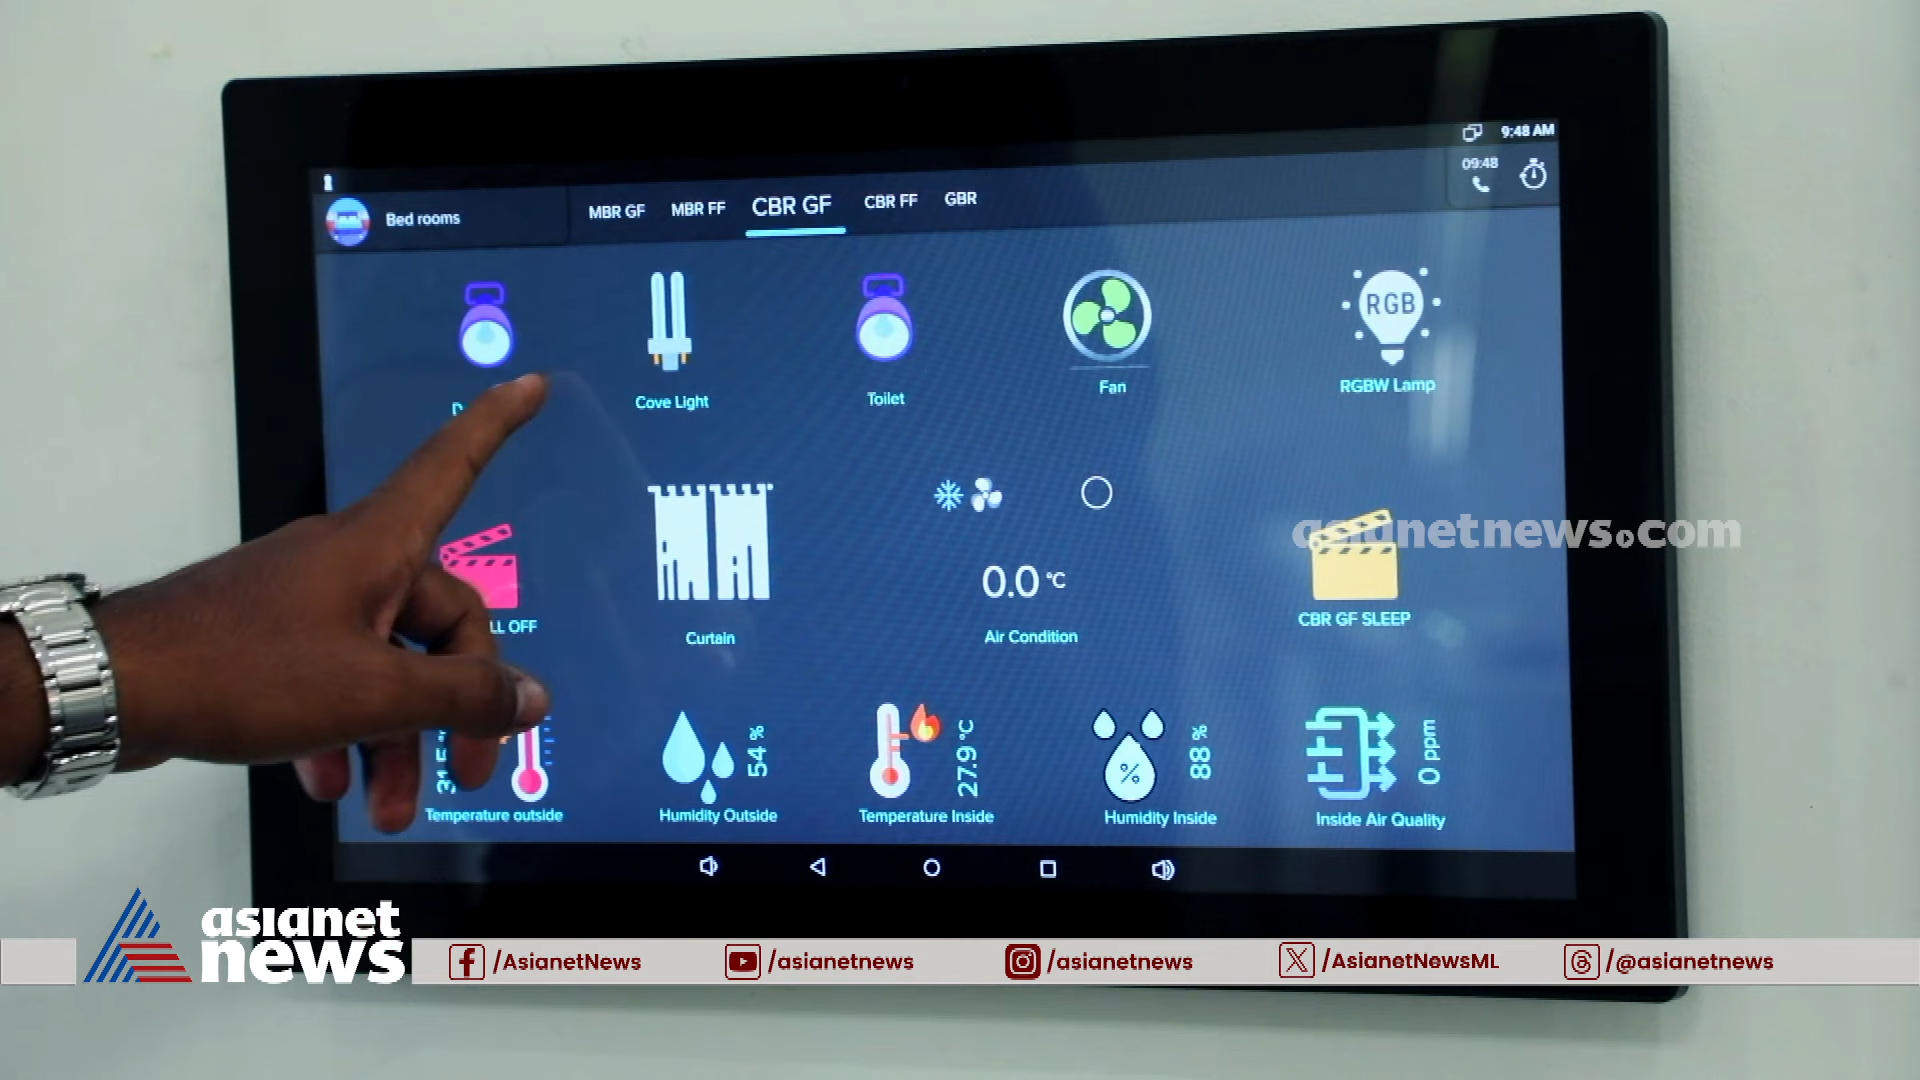 9:48 AM
09:48
Bed rooms
MBR GF
MBR FF
CBR GF
CBR FF
GBR
RGB
Cove Light
Toilet
Fan
RGBW Lamp
0.0 °C
LL OFF
Curtain
Air Condition
CBR GF SLEEP
asianetnews.com
54 %
27.9 °C
%
88 %
0 ppm
Temperature outside
Humidity Outside
Temperature Inside
Humidity Inside
Inside Air Quality
asianet
news
/AsianetNews
/asianetnews
/asianetnews
/AsianetNewsML
/@asianetnews